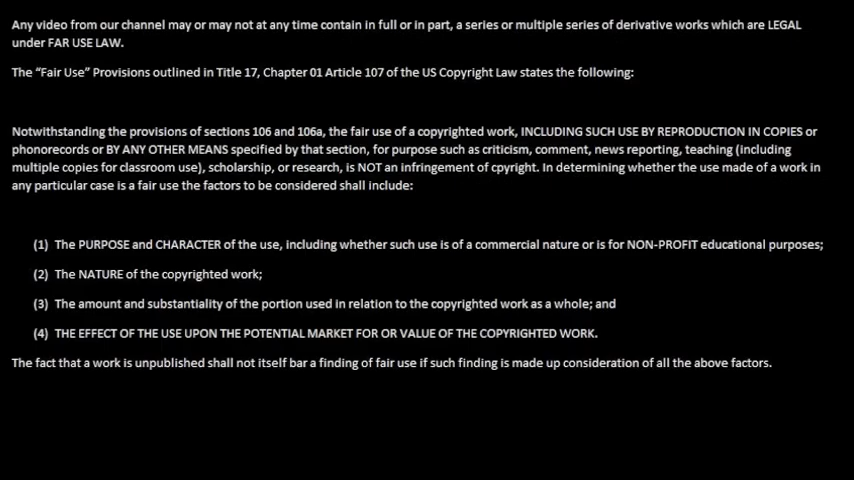 Any video from our channel may or may not at any time contain in full or in part, a series or multiple series of derivative works which are LEGAL
under FAR USE LAW.
The “Fair Use” Provisions outlined in Title 17, Chapter 01 Article 107 of the US Copyright Law states the following:
Notwithstanding the provisions of sections 106 and 106a, the fair use of a copyrighted work, INCLUDING SUCH USE BY REPRODUCTION IN COPIES or
phonorecords or BY ANY OTHER MEANS specified by that section, for purpose such as criticism, comment, news reporting, teaching (including
multiple copies for classroom use), scholarship, or research, is NOT an infringement of cpyright. In determining whether the use made of a work in
any particular case is a fair use the factors to be considered shall include:
(1) The PURPOSE and CHARACTER of the use, including whether such use is of a commercial nature or is for NON-PROFIT educational purposes;
(2) The NATURE of the copyrighted work;
(3) The amount and substantiality of the portion used in relation to the copyrighted work as a whole; and
(4) THE EFFECT OF THE USE UPON THE POTENTIAL MARKET FOR OR VALUE OF THE COPYRIGHTED WORK.
The fact that a work is unpublished shall not itself bar a finding of fair use if such finding is made up consideration of all the above factors.